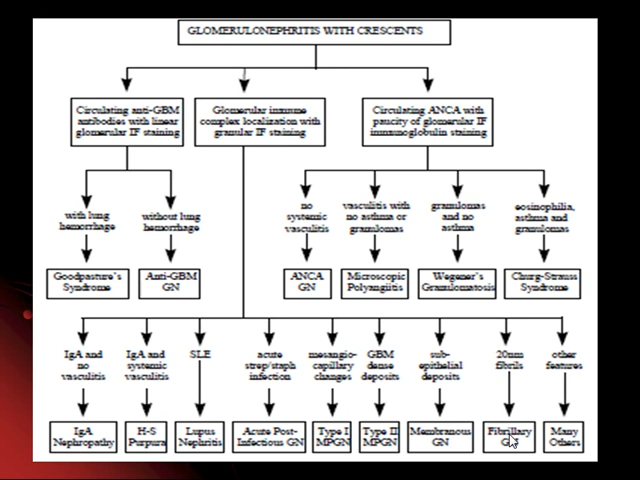 GLOMERULONEPHRITIS WITH CRESCENTS
Circulating anti-GBM
antibodies with linear
glomerular IF staining
Glomerular immune
complex localization with
granular IF staining
Circulating ANCA with
paucity of glomerular IF
immunoglobulin staining
with lung
hemorrhage
without lung
hemorrhage
no
systemic
vasculitis
vasculitis with
no asthma or
granulomas
granulomas
and no
asthma
eosinophilia,
asthma and
granulomas
Goodpasture's
Syndrome
Anti-GBM
GN
ANCA
GN
Microscopic
Polyangiitis
Wegener's
Granulomatosis
Churg-Strauss
Syndrome
IgA and
no
vasculitis
IgA and
systemic
vasculitis
SLE
acute
strep/staph
infection
mesangio-
capillary
changes
GBM
dense
deposits
sub-
epithelial
deposits
20nm
fibrils
other
features
IgA
Nephropathy
H-S
Purpura
Lupus
Nephritis
Acute Post-
Infectious GN
Type I
MPGN
Type II
MPGN
Membranous
GN
Fibrillary
Many
Others